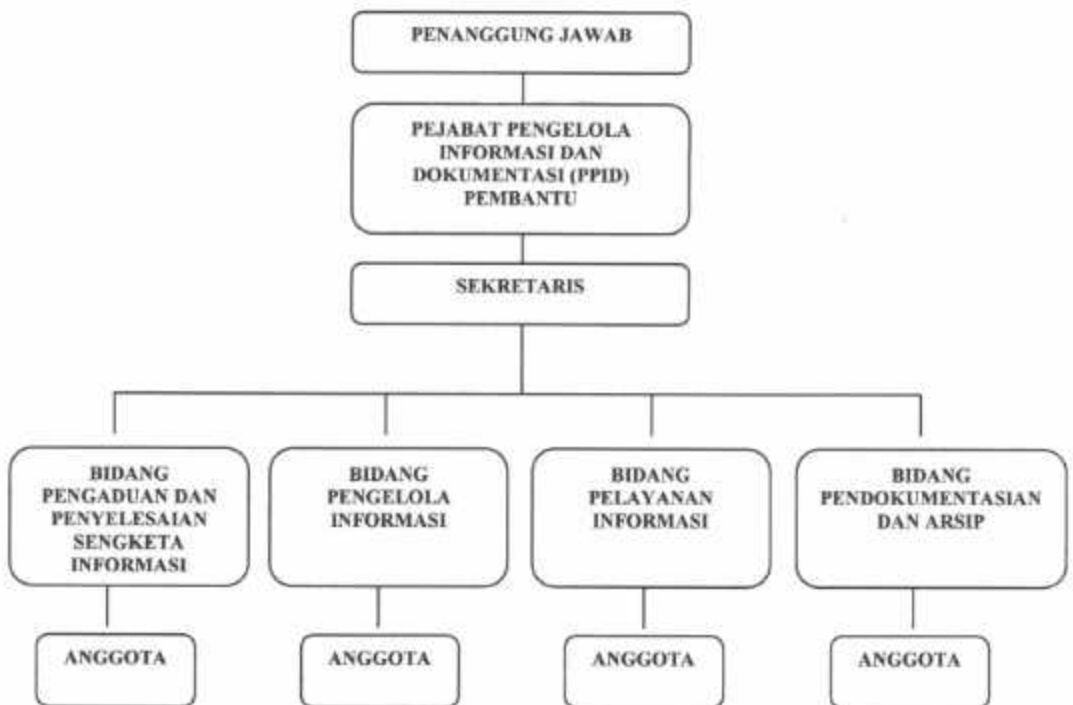 PENANGGUNG JAWAB
PEJABAT PENGELOLA
INFORMASI DAN
DOKUMENTASI (PPID)
PEMBANTU
SEKRETARIS
BIDANG
PENGADUAN DAN
PENYELESAIAN
SENGKETA
INFORMASI
BIDANG
PENGELOLA
INFORMASI
BIDANG
PELAYANAN
INFORMASI
BIDANG
PENDOKUMENTASIAN
DAN ARSIP
ANGGOTA
ANGGOTA
ANGGOTA
ANGGOTA